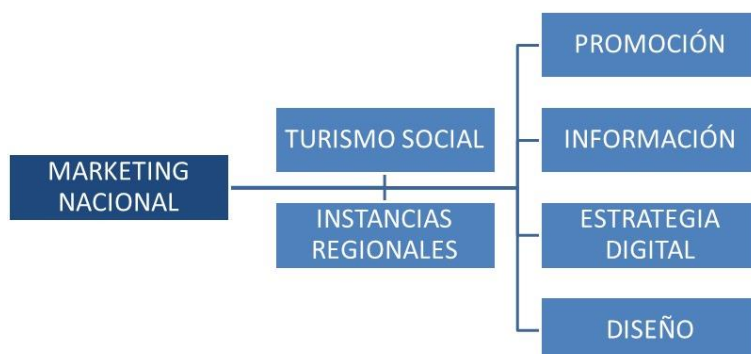 MARKETING
NACIONAL
TURISMO SOCIAL
INSTANCIAS
REGIONALES
PROMOCIÓN
INFORMACIÓN
ESTRATEGIA
DIGITAL
DISEÑO